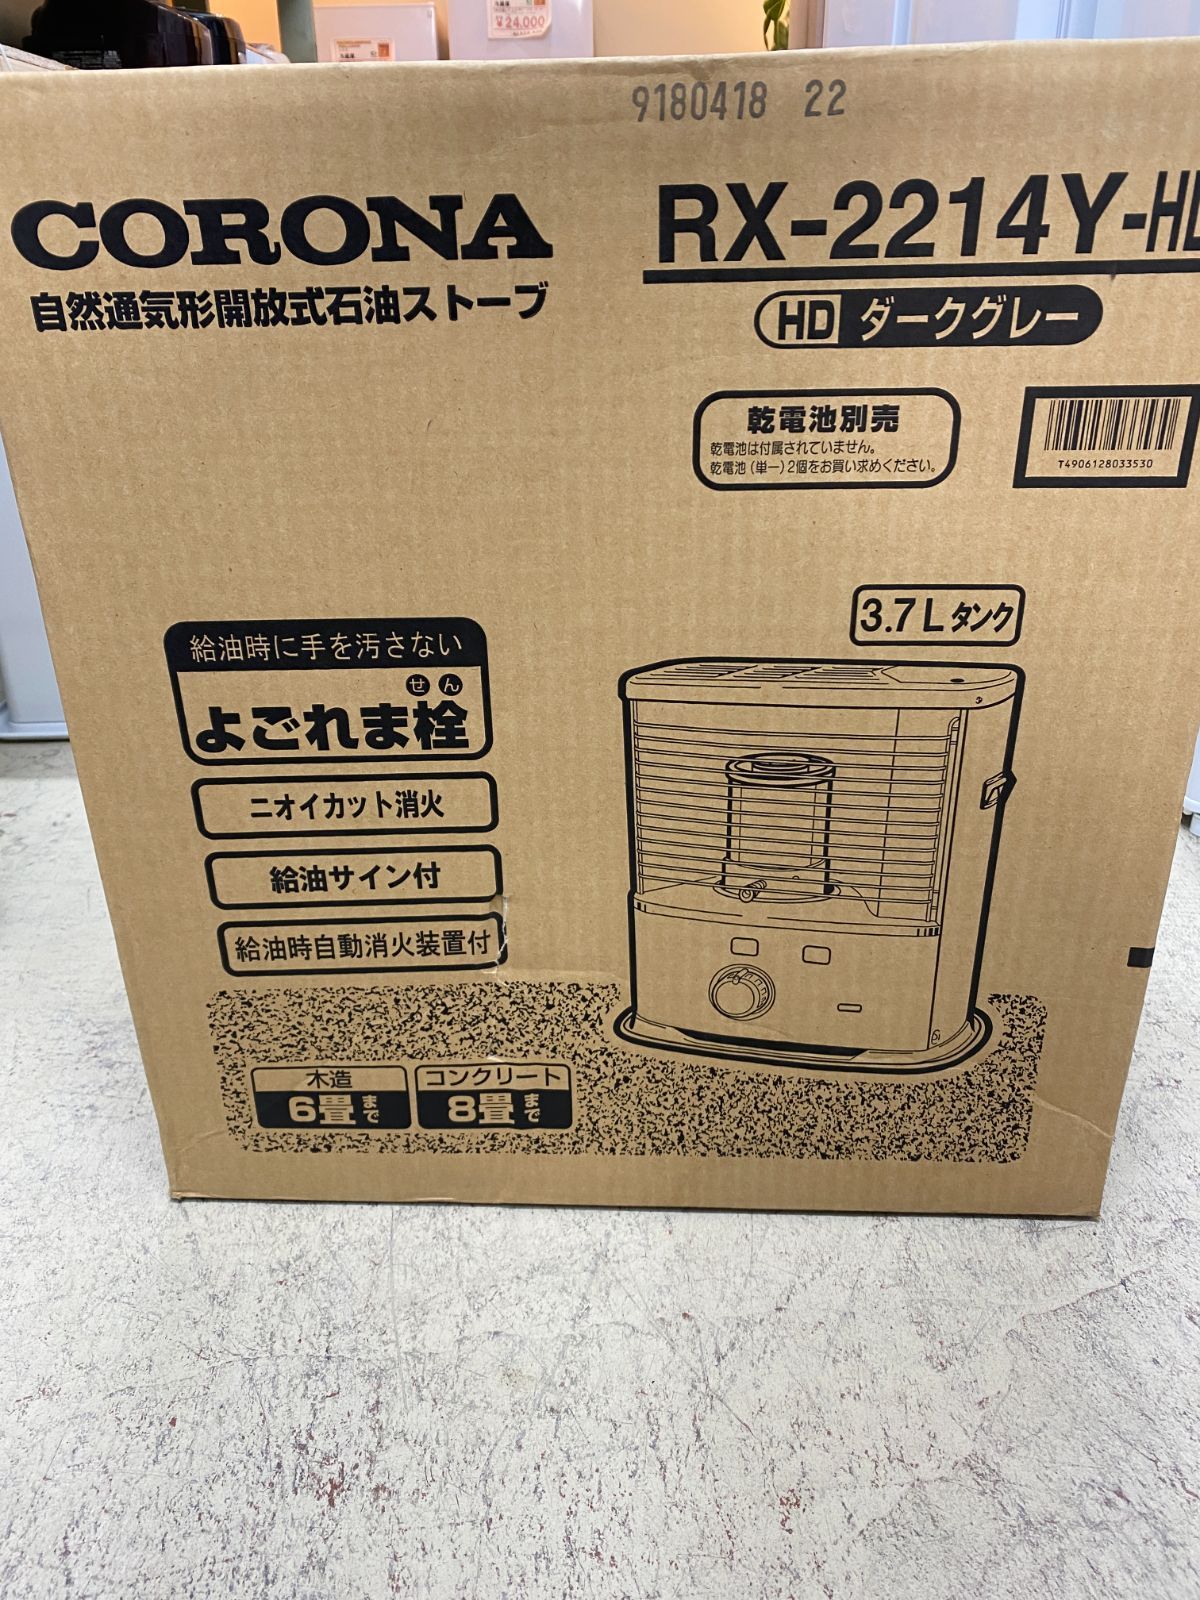 ¥24,000
9180418 22
CORONA
自然通気形開放式石油ストーブ
RX-2214Y-HD
HD ダークグレー
乾電池別売
乾電池は付属されていません。
乾電池(単一)2個をお買い求めください。
T4906128033530
3.7Lタンク
給油時に手を汚さない
せん
よごれま栓
ニオイカット消火
給油サイン付
給油時自動消火装置付
木造
6畳まで
コンクリート
8畳まで